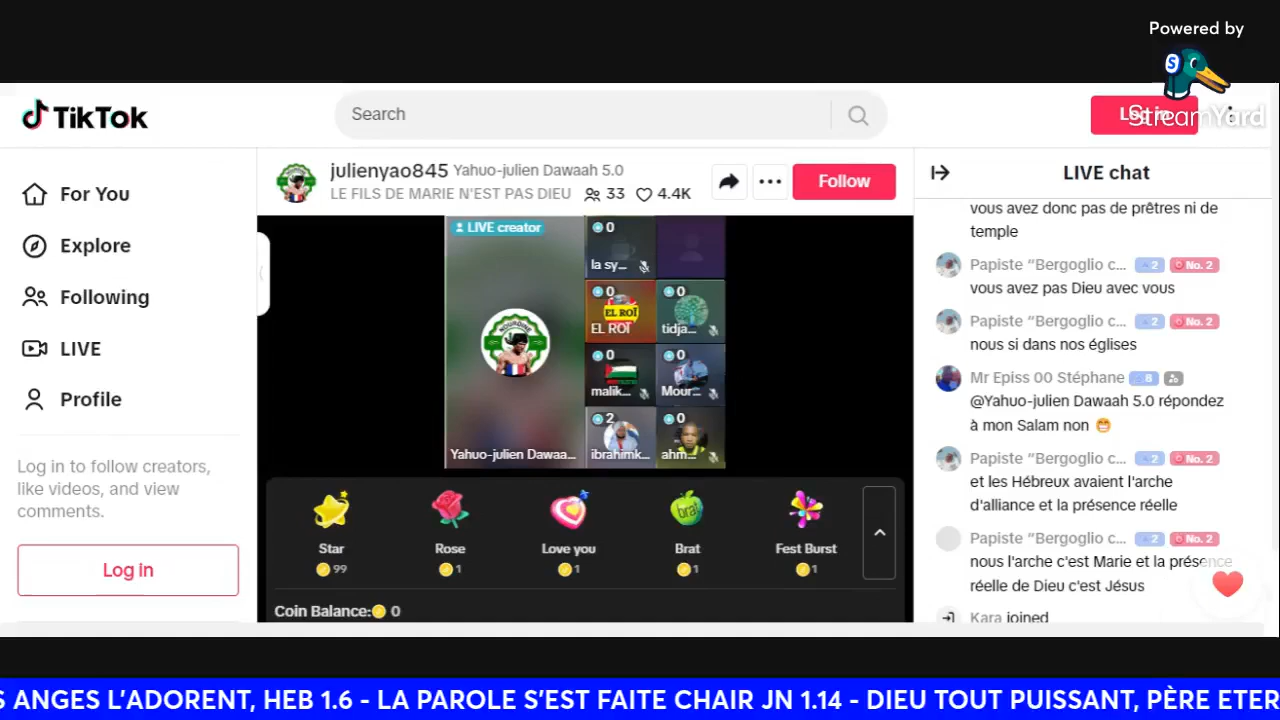 Powered by
StreamYard
TikTok
Search
Log in
For You
Explore
Following
LIVE
Profile
Log in to follow creators,
like videos, and view
comments.
Log in
julienyao845 Yahuo-julien Dawaah 5.0
LE FILS DE MARIE N'EST PAS DIEU 33 4.4K
Follow
LIVE creator
Yahuo-julien Dawaa...
0
la sy...
0
EL ROÏ
EL ROÏ
0
tidja...
0
malik...
0
Mour...
2
ibrahimk...
0
ahm...
Star
99
Rose
1
Love you
1
Brat
1
Fest Burst
1
Coin Balance: 0
LIVE chat
vous avez donc pas de prêtres ni de
temple
Papiste “Bergoglio c... 2 No. 2
vous avez pas Dieu avec vous
Papiste “Bergoglio c... 2 No. 2
nous si dans nos églises
Mr Episs 00 Stéphane 8
@Yahuo-julien Dawaah 5.0 répondez
à mon Salam non 😁
Papiste “Bergoglio c... 2 No. 2
et les Hébreux avaient l'arche
d'alliance et la présence réelle
Papiste “Bergoglio c... 2 No. 2
nous l'arche c'est Marie et la présence
réelle de Dieu c'est Jésus
Kara joined
S ANGES L’ADORENT, HEB 1.6 - LA PAROLE S’EST FAITE CHAIR JN 1.14 - DIEU TOUT PUISSANT, PÈRE ETER